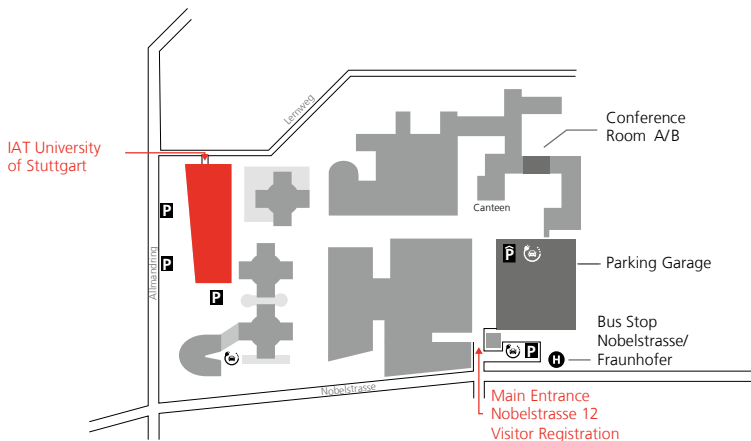 Lernweg
IAT University
of Stuttgart
Conference
Room A/B
P
Canteen
Allmandring
P
P
P
Parking Garage
Bus Stop
Nobelstrasse/
Fraunhofer
P
H
Nobelstrasse
Main Entrance
Nobelstrasse 12
Visitor Registration